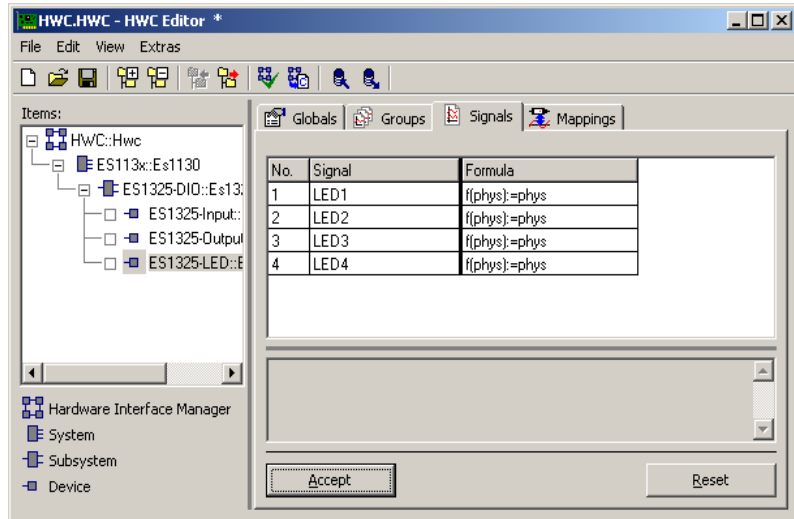 HWC.HWC - HWC Editor *
File Edit View Extras
Items:
HWC::Hwc
ES113x::Es1130
ES1325-DIO::Es13
ES1325-Input::
ES1325-Outpu
ES1325-LED::E
Hardware Interface Manager
System
Subsystem
Device
Globals Groups Signals Mappings
No. Signal Formula
1 LED1 f(phys):=phys
2 LED2 f(phys):=phys
3 LED3 f(phys):=phys
4 LED4 f(phys):=phys
Accept Reset